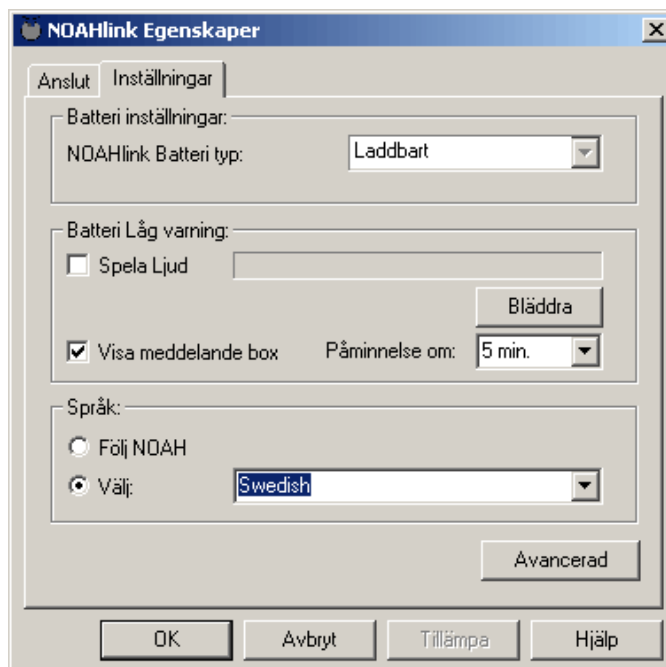 NOAHlink Egenskaper
Anslut Inställningar
Batteri inställningar:
NOAHlink Batteri typ: Laddbart
Batteri Låg varning:
Spela Ljud
Bläddra
Visa meddelande box Påminnelse om: 5 min.
Språk:
Följ NOAH
Välj: Swedish
Avancerad
OK Avbryt Tillämpa Hjälp